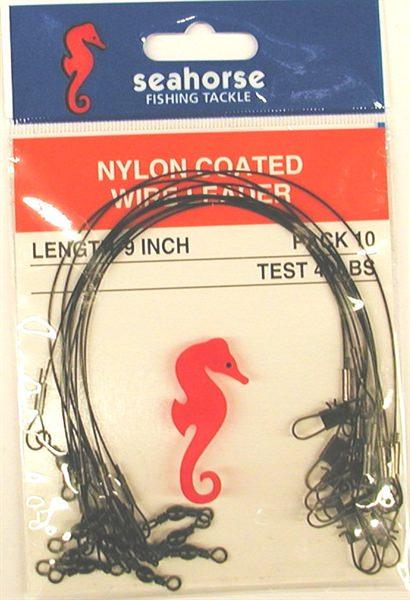 seahorse
FISHING TACKLE
NYLON COATED
WIRE LEADER
LENGTH 9 INCH PACK 10
TEST